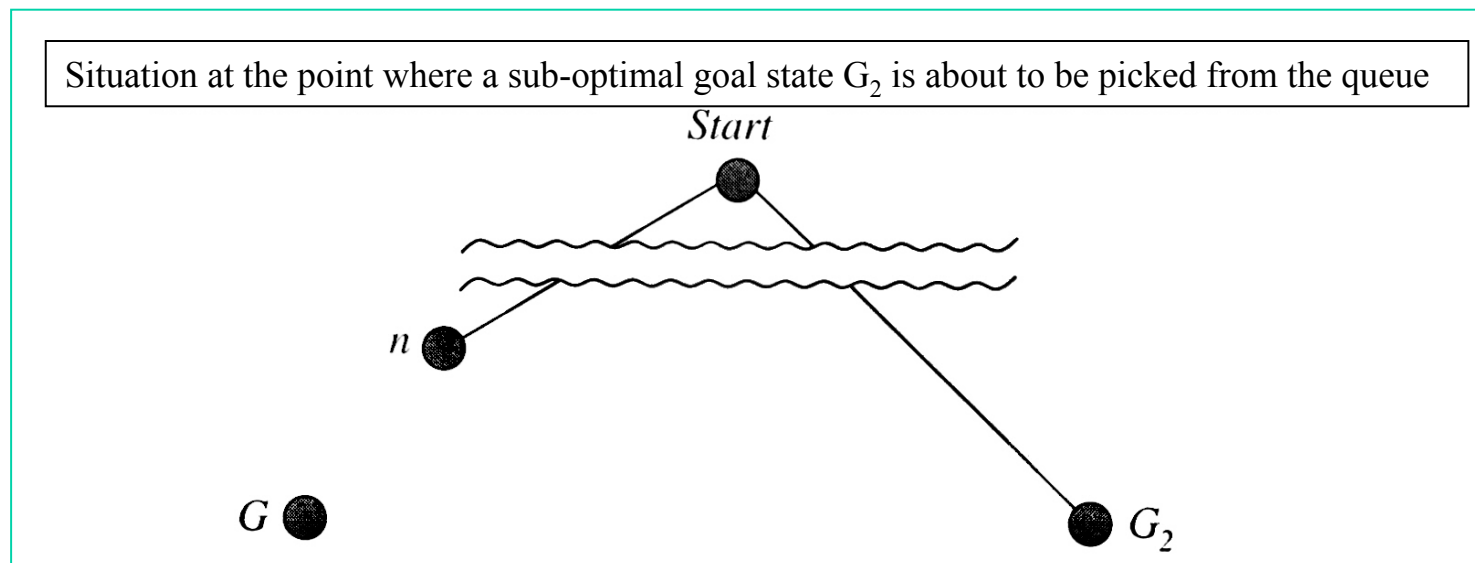 Situation at the point where a sub-optimal goal state G₂ is about to be picked from the queue
Start
n
G
G₂